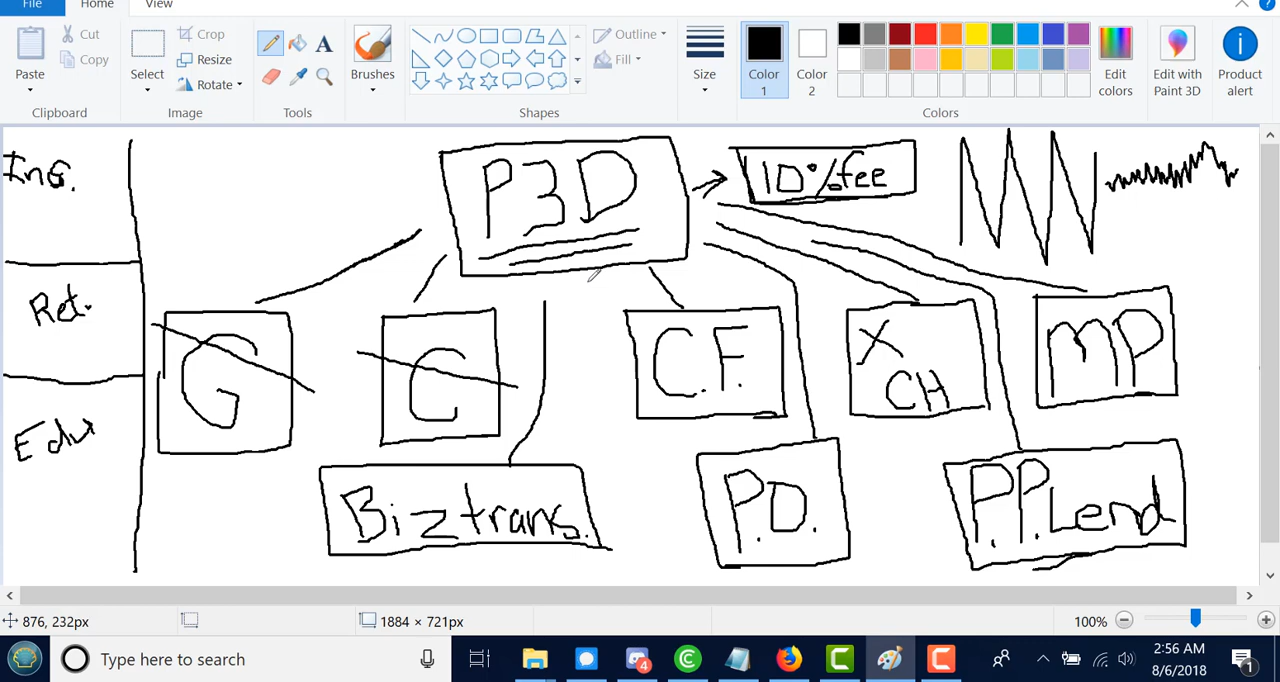 File
Home
View
Cut
Copy
Paste
Clipboard
Crop
Resize
Rotate
Select
Image
A
Tools
Brushes
Outline
Fill
Shapes
Size
Color 1
Color 2
Edit colors
Edit with Paint 3D
Product alert
Colors
Ins.
P3D
10% fee
Ret.
G
C
C.F.
X CH
MP
Edu
Biztrans.
P.D.
P.P.Lend
876, 232px
1884 × 721px
100%
Type here to search
4
2:56 AM
8/6/2018
1